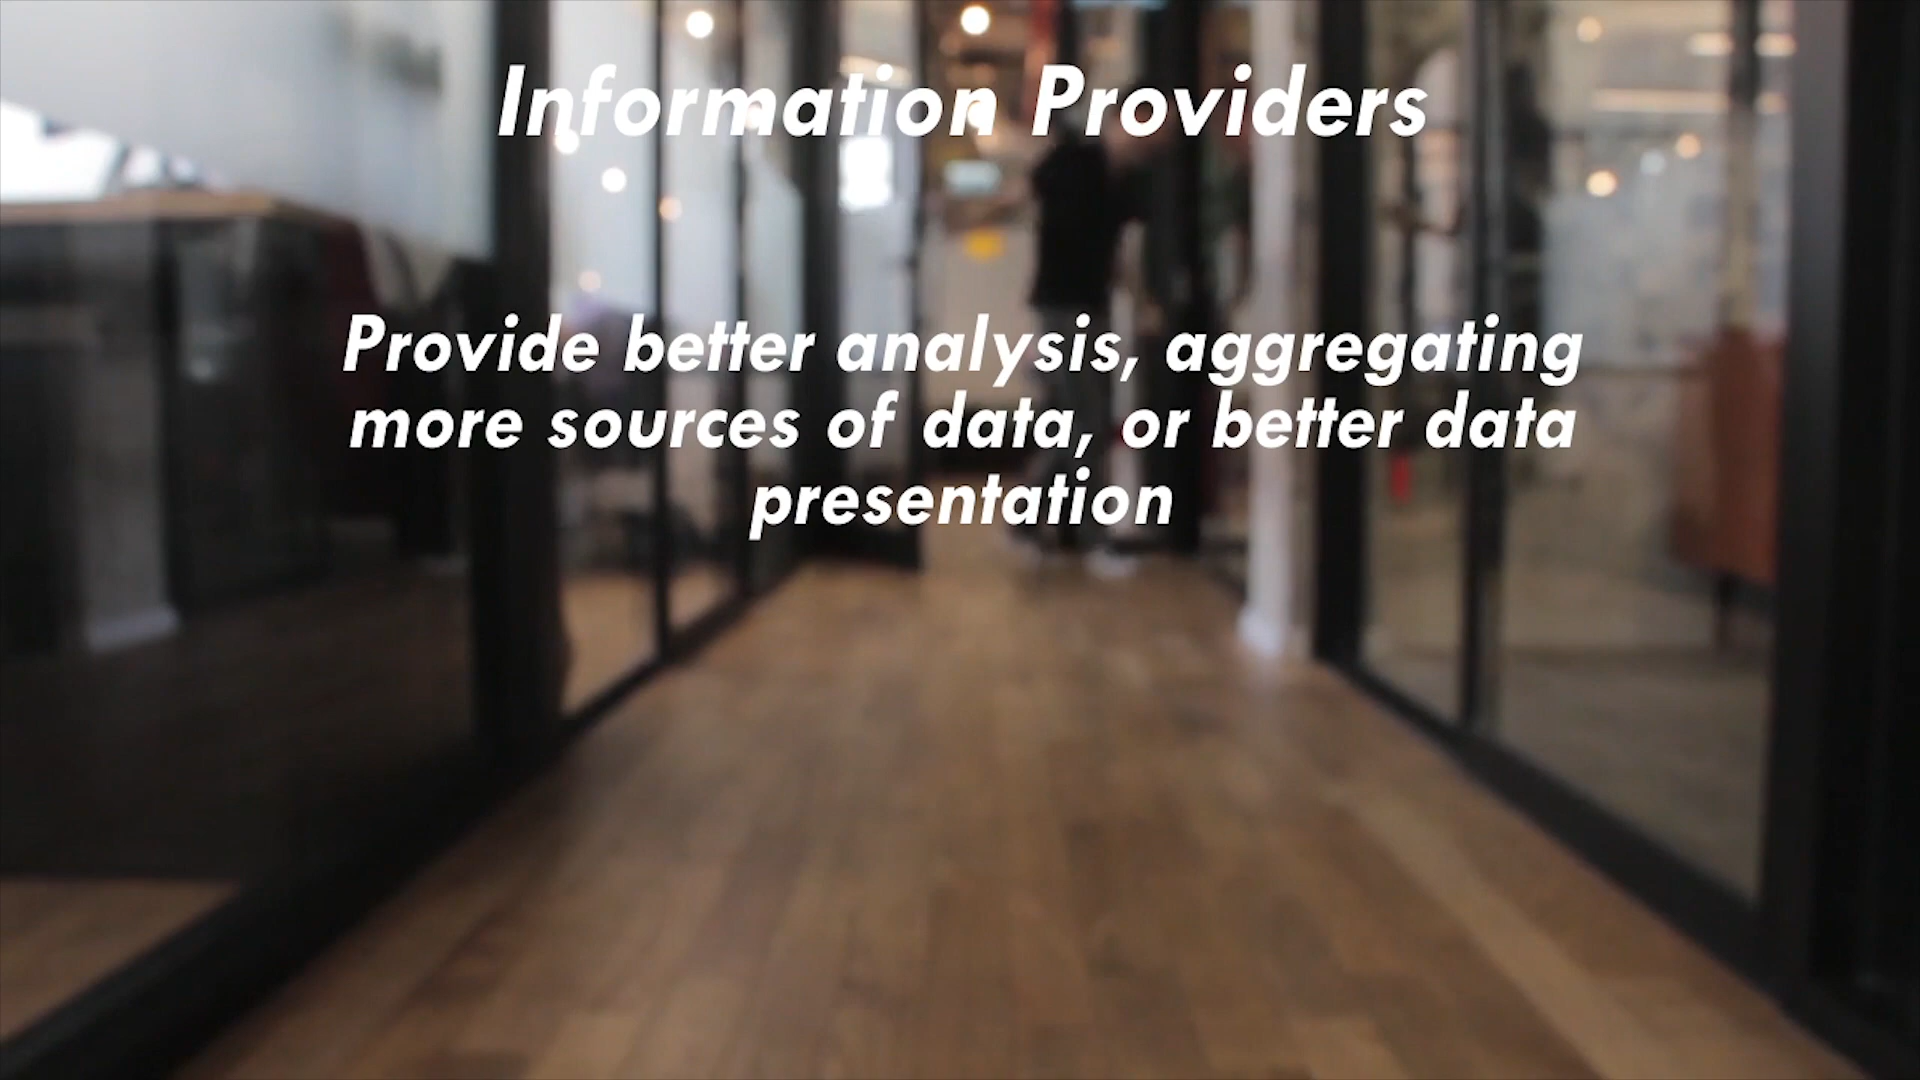 Information Providers
Provide better analysis, aggregating
more sources of data, or better data
presentation